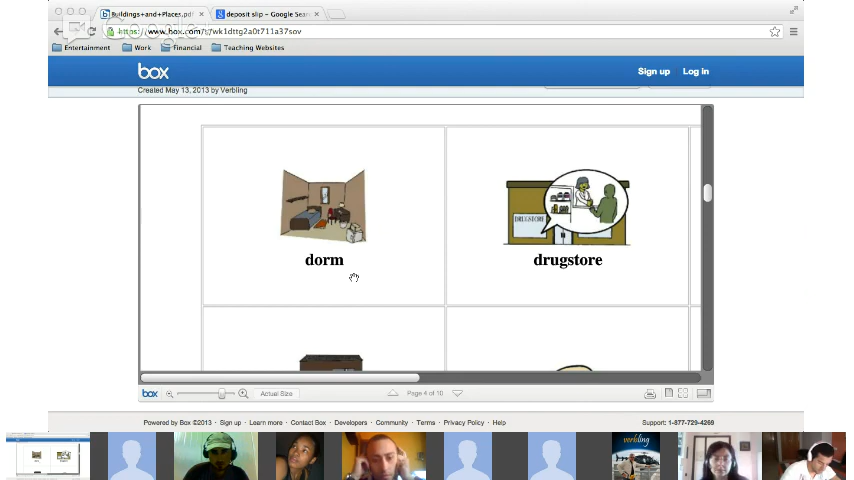 Buildings+and+Places.pdf
deposit slip - Google Sear
Google
https://www.box.com/s/wk1dttg2a0t711a37sov
Entertainment Work Financial Teaching Websites
box Sign up Log in
Created May 13, 2013 by Verbling
DRUGSTORE
dorm drugstore
box Actual Size Page 4 of 10
Powered by Box ©2013 • Sign up • Learn more • Contact Box • Developers • Community • Terms • Privacy Policy • Help Support: 1-877-729-4269
verbling